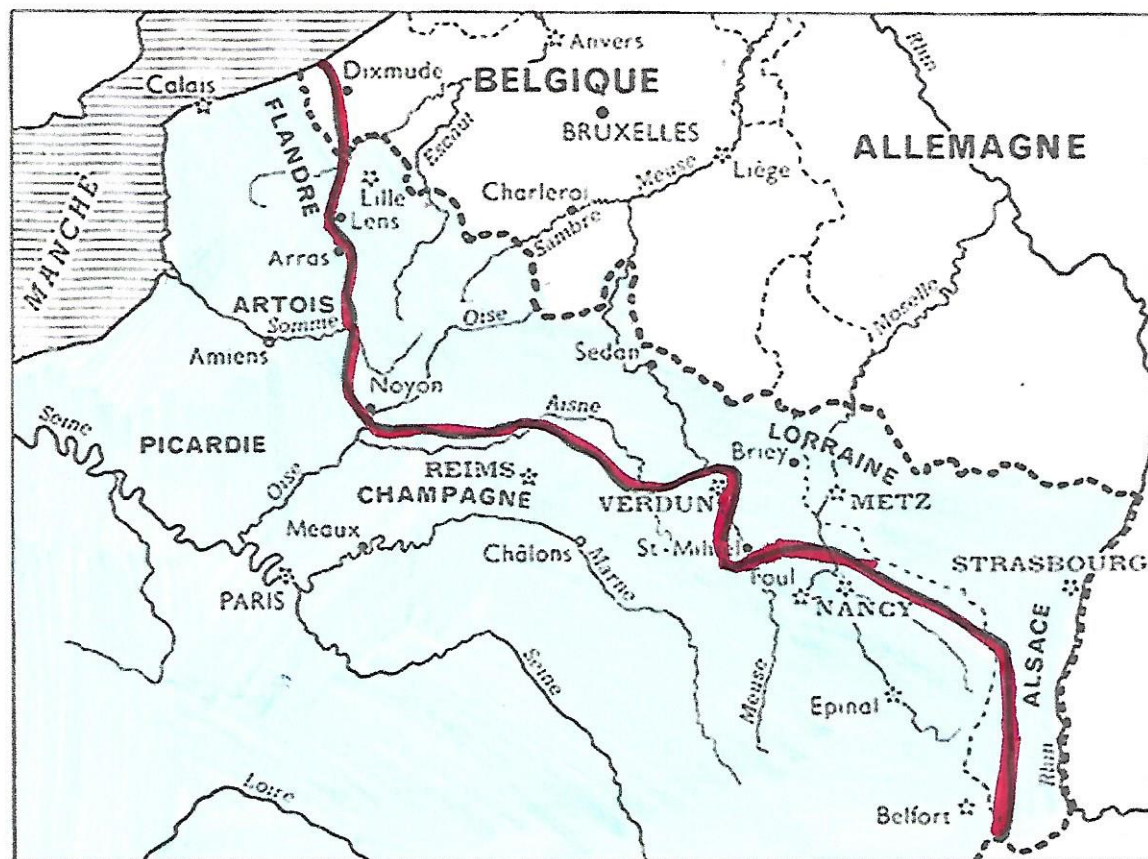 Anvers
Rhin
Dixmude
BELGIQUE
Calais
BRUXELLES
FLANDRE
Escaut
ALLEMAGNE
Liège
Meuse
Charleroi
Lille
Lens
Sambre
MANCHE
Arras
ARTOIS
Somme
Oise
Moselle
Amiens
Sedan
Noyon
Aisne
Seine
PICARDIE
LORRAINE
Briey
REIMS
CHAMPAGNE
Oise
VERDUN
METZ
Meaux
Châlons
St-Mihiel
STRASBOURG
Toul
Marne
PARIS
NANCY
ALSACE
Seine
Meuse
Epinal
Rhin
Loire
Belfort